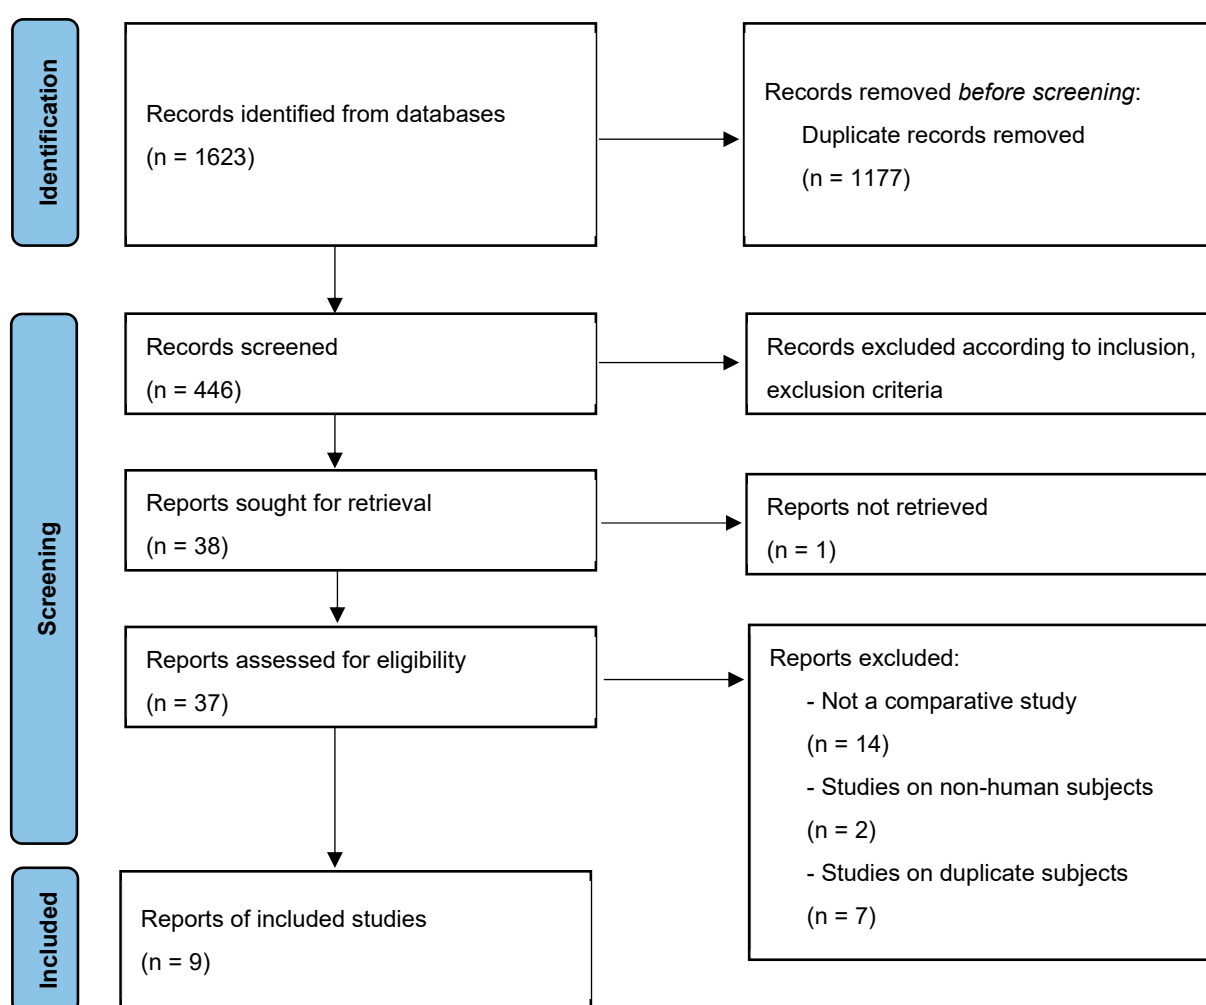 Identification
Records identified from databases
(n = 1623)
Records removed before screening:
Duplicate records removed
(n = 1177)
Screening
Records screened
(n = 446)
Records excluded according to inclusion,
exclusion criteria
Reports sought for retrieval
(n = 38)
Reports not retrieved
(n = 1)
Reports assessed for eligibility
(n = 37)
Reports excluded:
- Not a comparative study
(n = 14)
- Studies on non-human subjects
(n = 2)
- Studies on duplicate subjects
(n = 7)
Included
Reports of included studies
(n = 9)